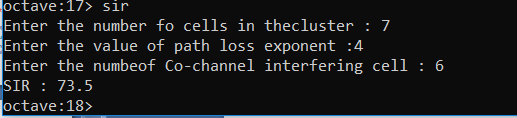 octave:17> sir
Enter the number fo cells in thecluster : 7
Enter the value of path loss exponent :4
Enter the numbeof Co-channel interfering cell : 6
SIR : 73.5
octave:18>